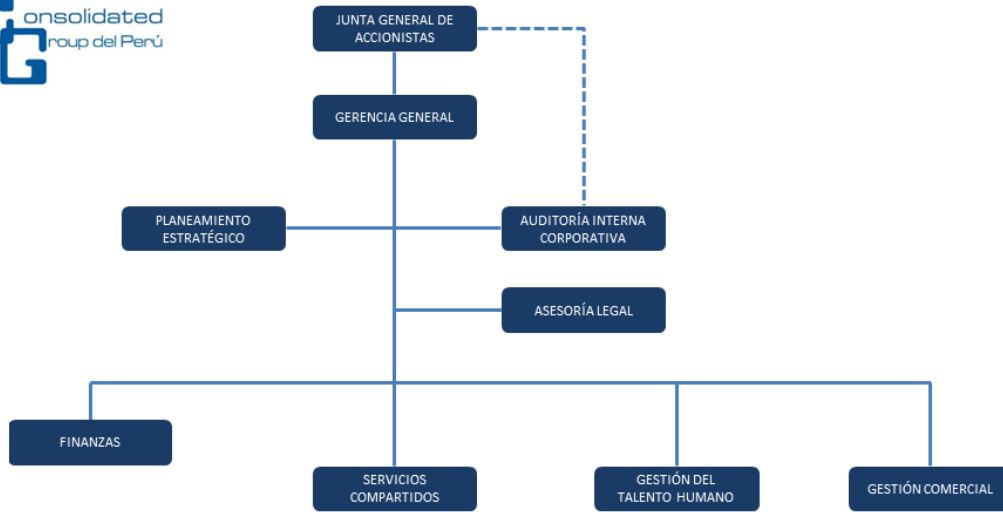 onsolidated
roup del Perú
JUNTA GENERAL DE
ACCIONISTAS
GERENCIA GENERAL
PLANEAMIENTO
ESTRATÉGICO
AUDITORÍA INTERNA
CORPORATIVA
ASESORÍA LEGAL
FINANZAS
SERVICIOS
COMPARTIDOS
GESTIÓN DEL
TALENTO HUMANO
GESTIÓN COMERCIAL